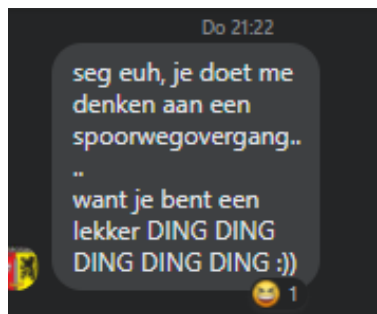 Do 21:22
seg euh, je doet me
denken aan een
spoorwegovergang..
..
want je bent een
lekker DING DING
DING DING DING :))
1